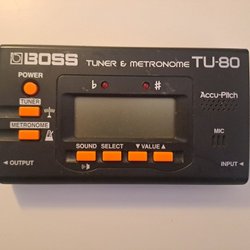 BOSS TUNER & METRONOME TU-80
POWER
♭ ♯
Accu-Pitch
TUNER
METRONOME
MIC
SOUND SELECT ▼ VALUE ▲
◄ OUTPUT
INPUT ◄